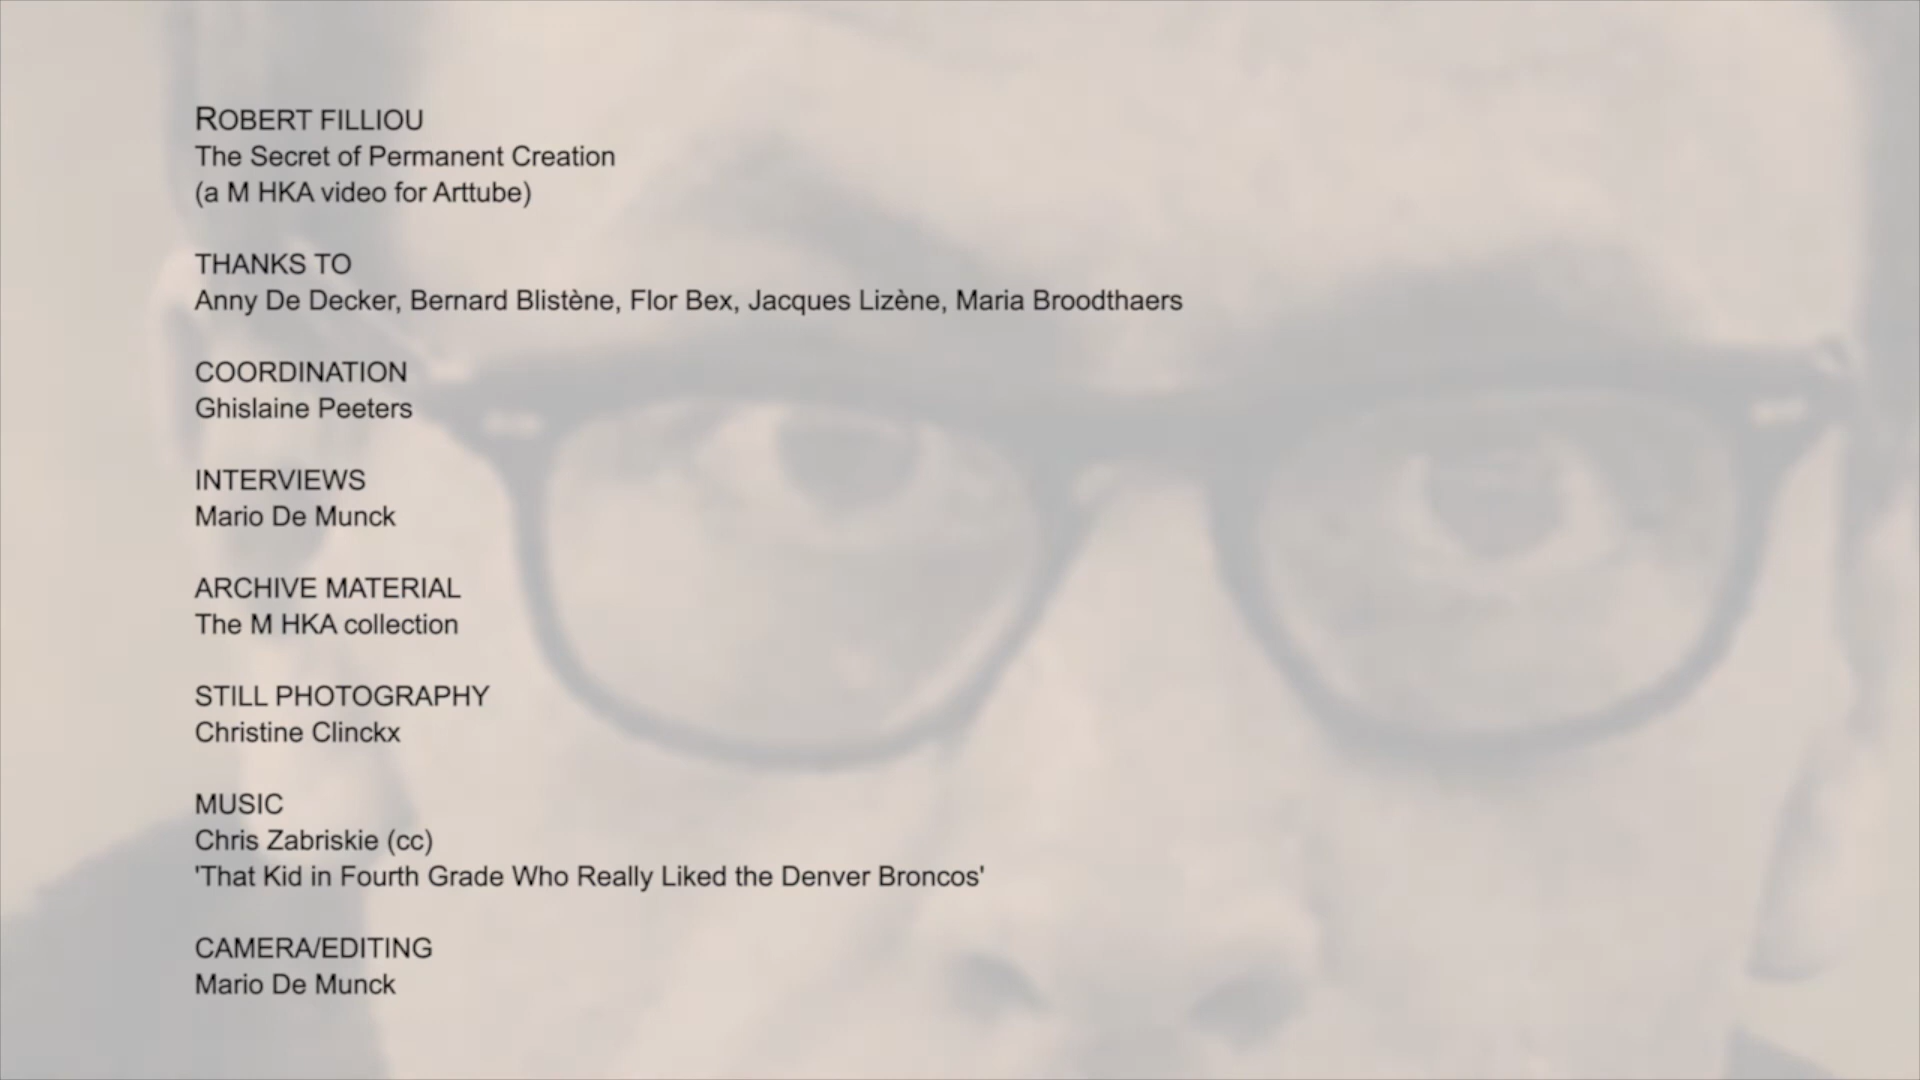 ROBERT FILLIOU
The Secret of Permanent Creation
(a M HKA video for Arttube)
THANKS TO
Anny De Decker, Bernard Blistène, Flor Bex, Jacques Lizène, Maria Broodthaers
COORDINATION
Ghislaine Peeters
INTERVIEWS
Mario De Munck
ARCHIVE MATERIAL
The M HKA collection
STILL PHOTOGRAPHY
Christine Clinckx
MUSIC
Chris Zabriskie (cc)
'That Kid in Fourth Grade Who Really Liked the Denver Broncos'
CAMERA/EDITING
Mario De Munck